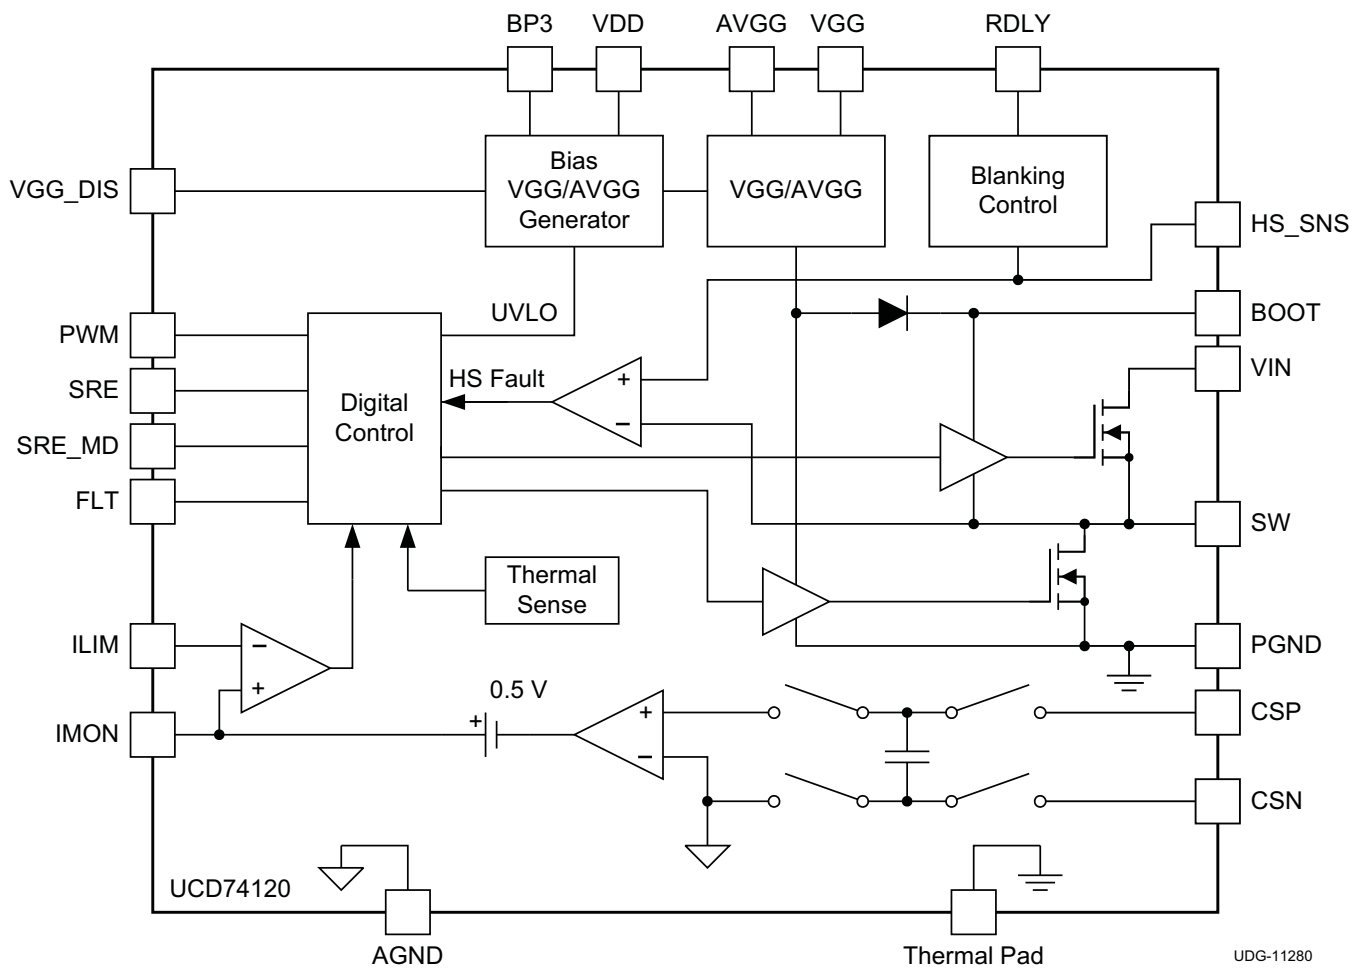 BP3
VDD
AVGG
VGG
RDLY
VGG_DIS
Bias
VGG/AVGG
Generator
VGG/AVGG
Blanking
Control
HS_SNS
UVLO
BOOT
PWM
VIN
SRE
HS Fault
+
−
Digital
Control
SRE_MD
FLT
SW
Thermal
Sense
ILIM
−
+
PGND
0.5 V
CSP
IMON
+
+
−
CSN
UCD74120
AGND
Thermal Pad
UDG-11280